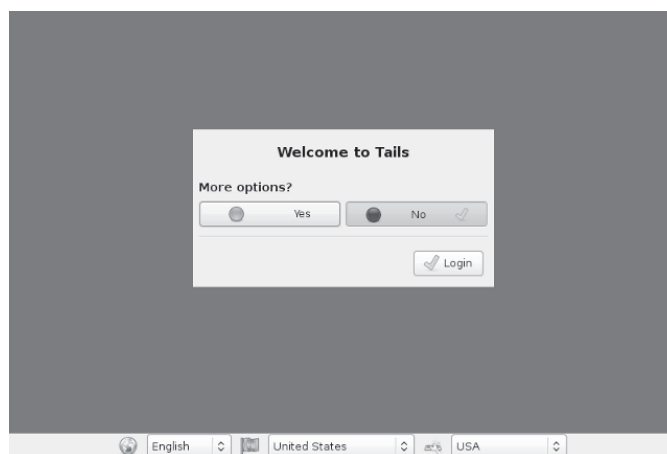 Welcome to Tails
More options?
Yes
No
Login
English
United States
USA